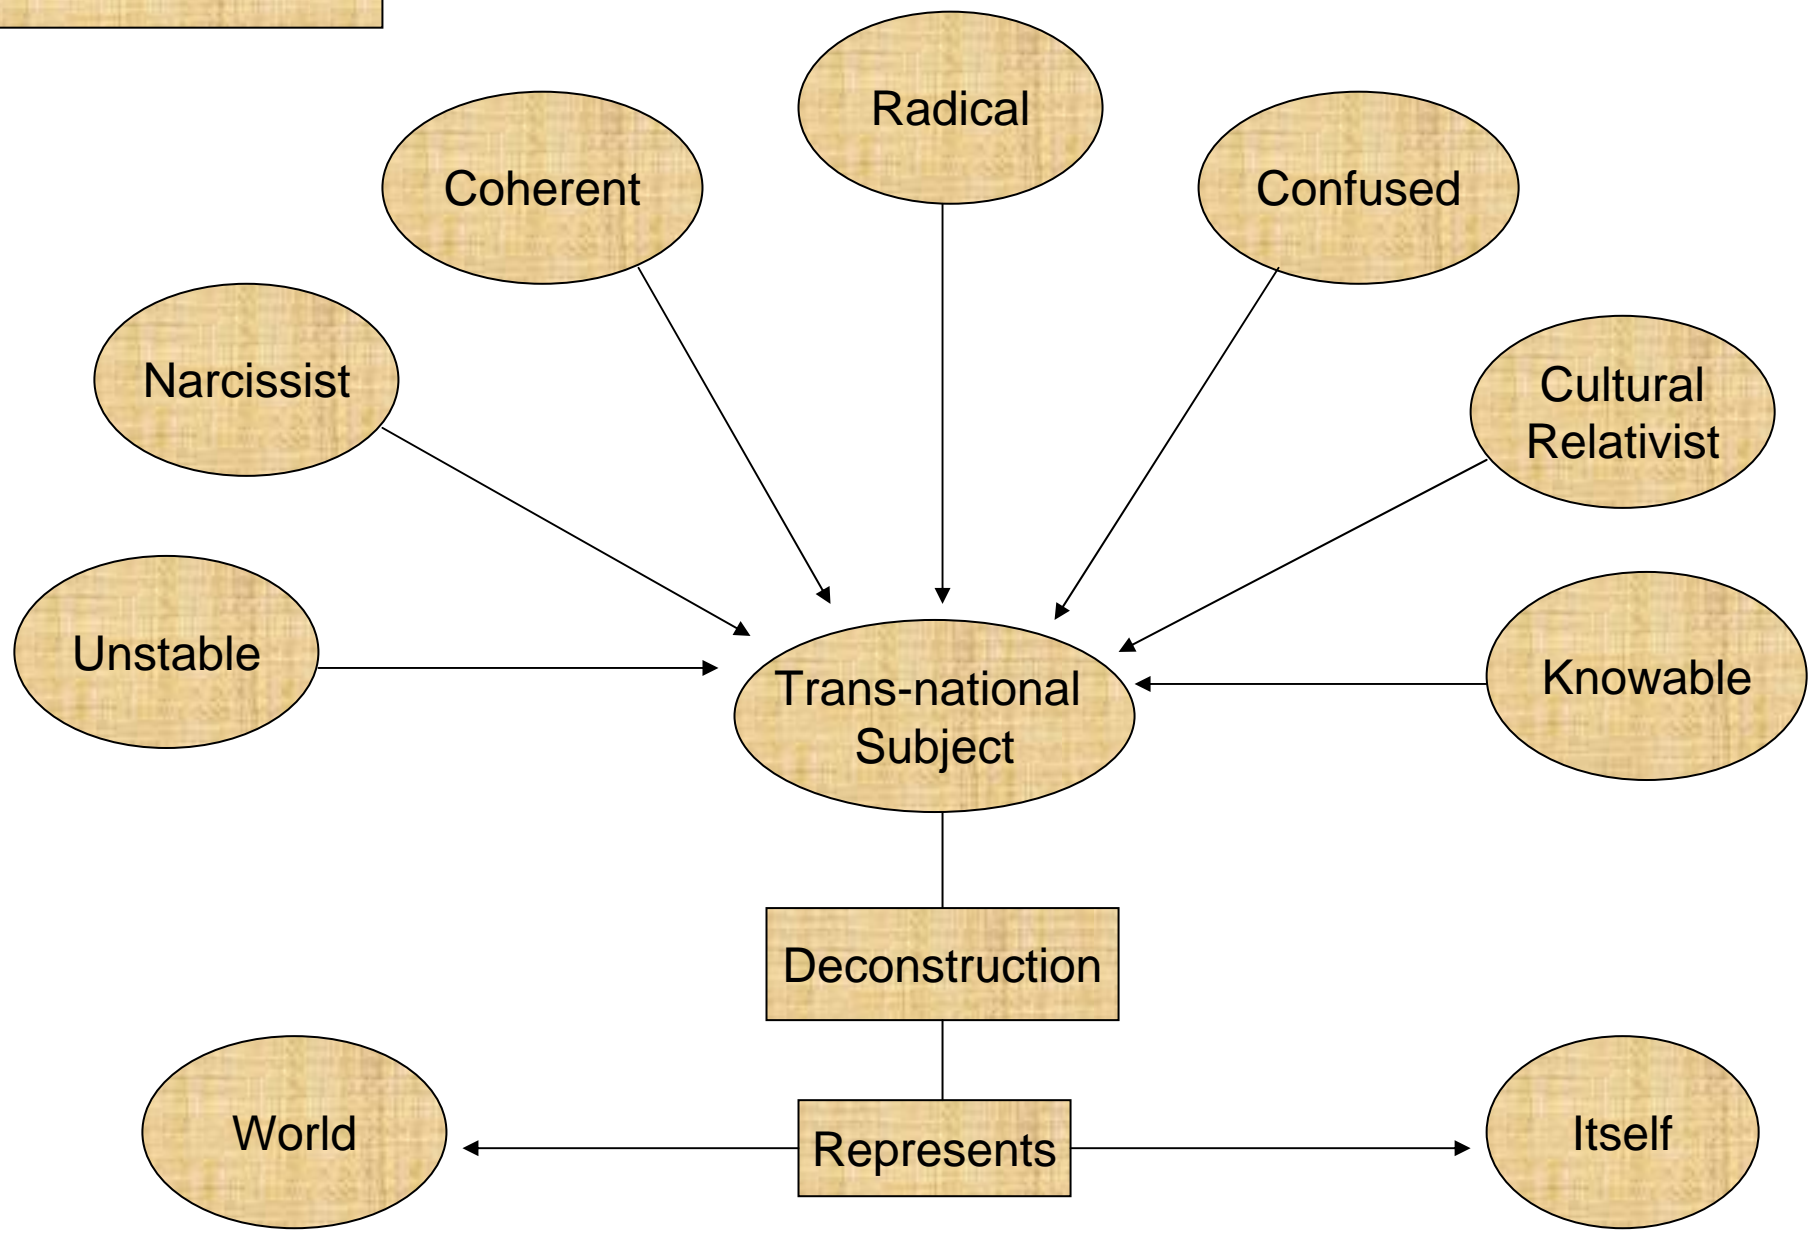 Radical
Coherent
Confused
Narcissist
Cultural
Relativist
Unstable
Trans-national
Subject
Knowable
Deconstruction
World
Represents
Itself